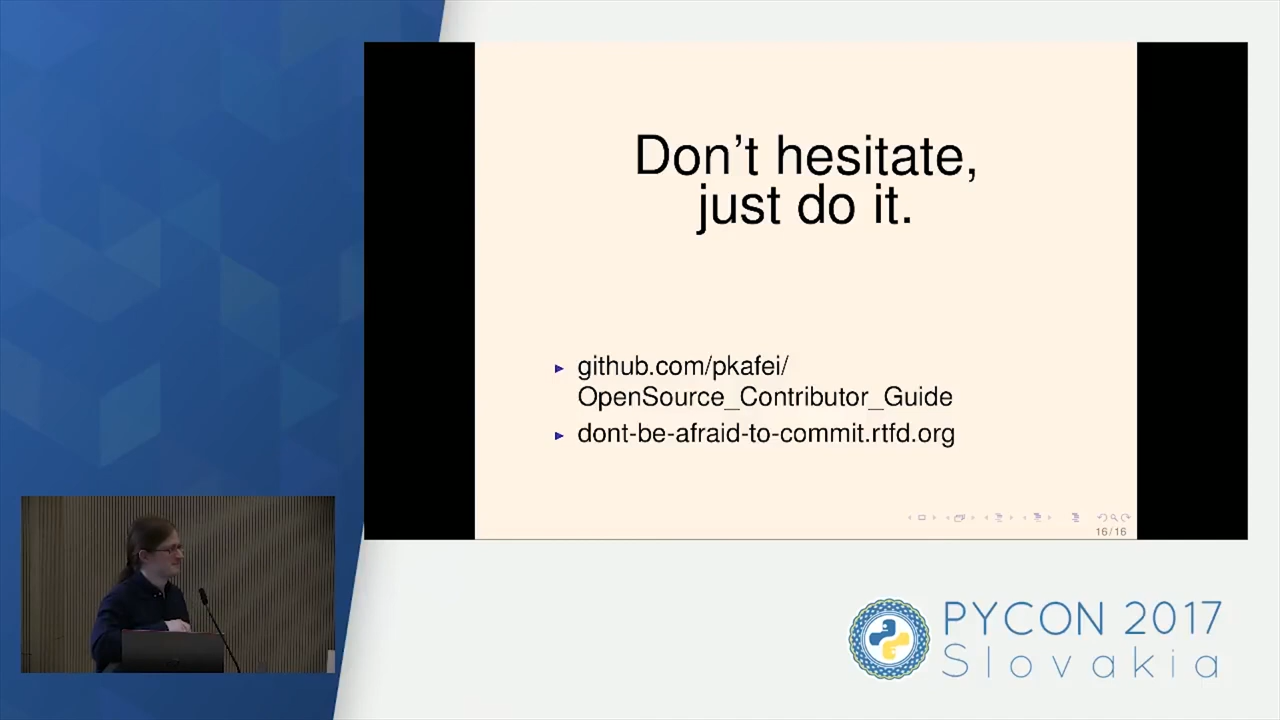 Don't hesitate,
just do it.
github.com/pkafei/
OpenSource_Contributor_Guide
dont-be-afraid-to-commit.rtfd.org
16/16
PYCON 2017
Slovakia